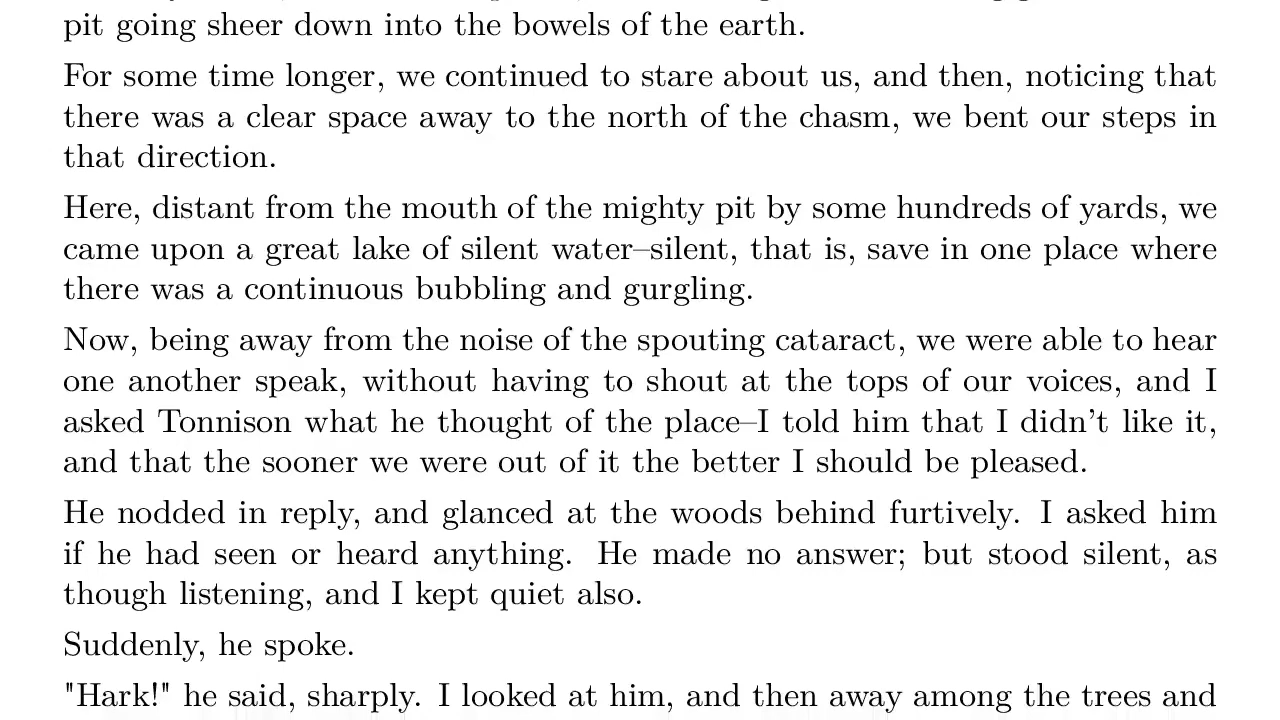 pit going sheer down into the bowels of the earth.
For some time longer, we continued to stare about us, and then, noticing that
there was a clear space away to the north of the chasm, we bent our steps in
that direction.
Here, distant from the mouth of the mighty pit by some hundreds of yards, we
came upon a great lake of silent water–silent, that is, save in one place where
there was a continuous bubbling and gurgling.
Now, being away from the noise of the spouting cataract, we were able to hear
one another speak, without having to shout at the tops of our voices, and I
asked Tonnison what he thought of the place–I told him that I didn’t like it,
and that the sooner we were out of it the better I should be pleased.
He nodded in reply, and glanced at the woods behind furtively. I asked him
if he had seen or heard anything. He made no answer; but stood silent, as
though listening, and I kept quiet also.
Suddenly, he spoke.
"Hark!" he said, sharply. I looked at him, and then away among the trees and